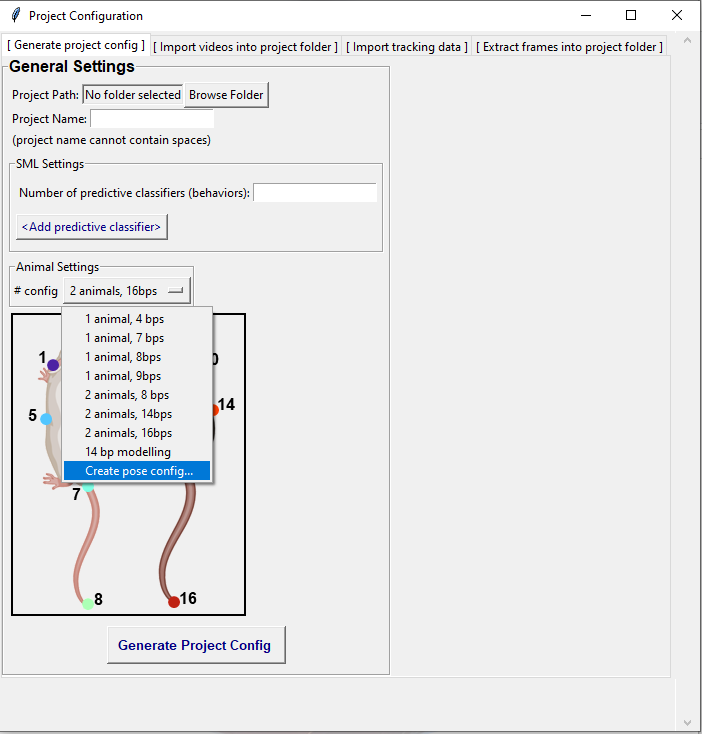 Project Configuration
[ Generate project config ] [ Import videos into project folder ] [ Import tracking data ] [ Extract frames into project folder ]
General Settings
Project Path: No folder selected Browse Folder
Project Name:
(project name cannot contain spaces)
SML Settings
Number of predictive classifiers (behaviors):
<Add predictive classifier>
Animal Settings
# config 2 animals, 16bps
1 animal, 4 bps
1 animal, 7 bps
1 animal, 8bps
1 animal, 9bps
2 animals, 8 bps
2 animals, 14bps
2 animals, 16bps
14 bp modelling
Create pose config...
1 0
5 14
7
8 16
Generate Project Config